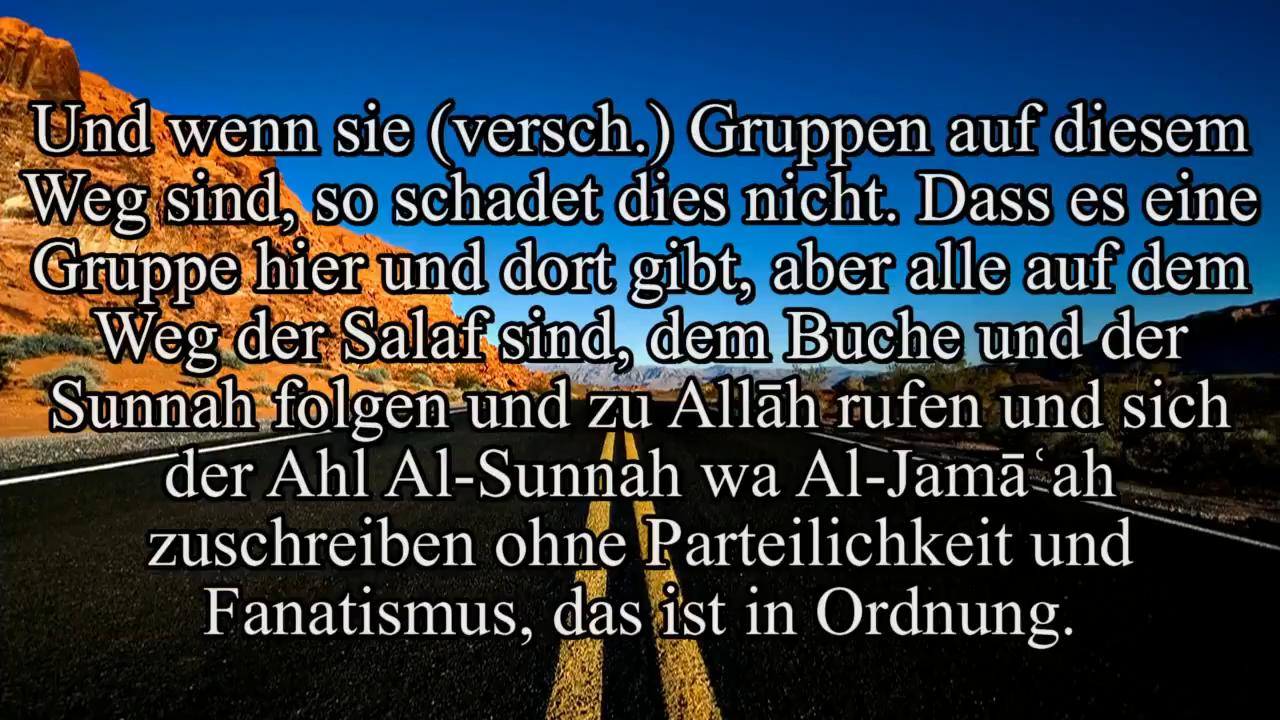 Und wenn sie (versch.) Gruppen auf diesem
Weg sind, so schadet dies nicht. Dass es eine
Gruppe hier und dort gibt, aber alle auf dem
Weg der Salaf sind, dem Buche und der
Sunnah folgen und zu Allāh rufen und sich
der Ahl Al-Sunnah wa Al-Jamāʿah
zuschreiben ohne Parteilichkeit und
Fanatismus, das ist in Ordnung.